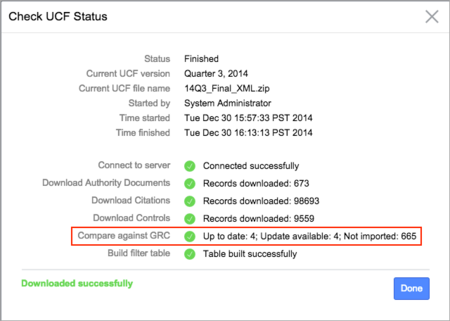 Check UCF Status
Status Finished
Current UCF version Quarter 3, 2014
Current UCF file name 14Q3_Final_XML.zip
Started by System Administrator
Time started Tue Dec 30 15:57:33 PST 2014
Time finished Tue Dec 30 16:13:13 PST 2014
Connect to server Connected successfully
Download Authority Documents Records downloaded: 673
Download Citations Records downloaded: 98693
Download Controls Records downloaded: 9559
Compare against GRC Up to date: 4; Update available: 4; Not imported: 665
Build filter table Table built successfully
Downloaded successfully Done